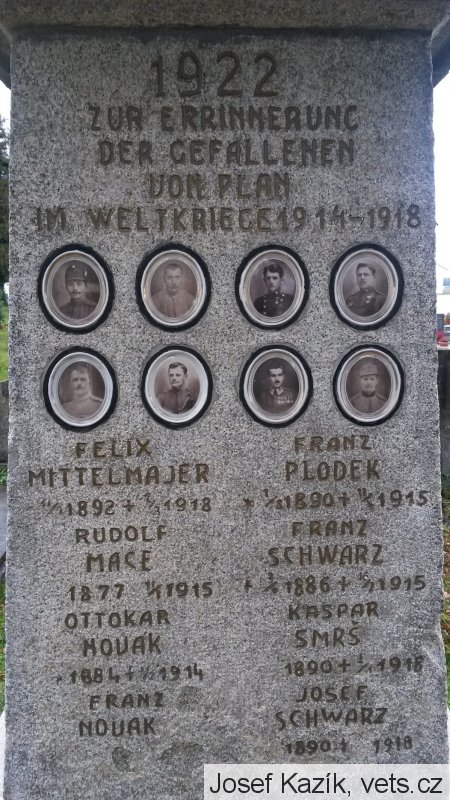 1922
ZUR ERRINNERUNG
DER GEFALLENEN
VON PLAN
IM WELTKRIEGE 1914-1918
FELIX
MITTELMAJER
1892 + 1918
RUDOLF
MACE
1877 1915
OTTOKAR
NOVAK
1884 + 1914
FRANZ
NOVAK
FRANZ
PLODEK
1890 + 1915
FRANZ
SCHWARZ
1886 + 1915
KASPAR
SMRŠ
1890 + 1918
JOSEF
SCHWARZ
1890 + 1918
Josef Kazík, vets.cz